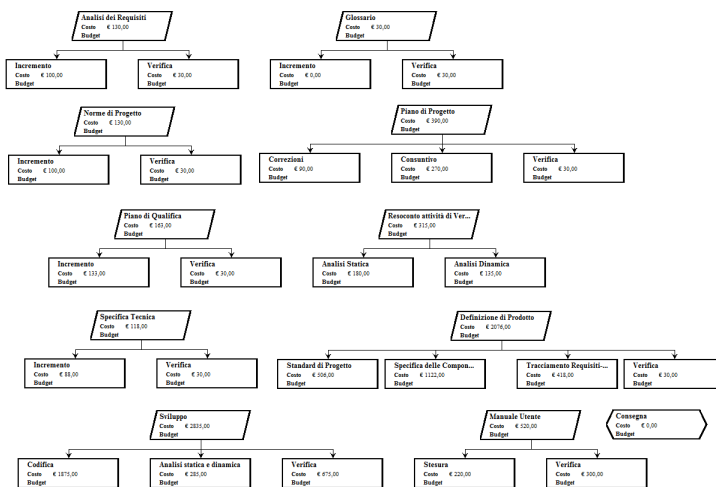 Analisi dei Requisiti
Costo € 130,00
Budget
Incremento
Costo € 100,00
Budget
Verifica
Costo € 30,00
Budget
Glossario
Costo € 30,00
Budget
Incremento
Costo € 0,00
Budget
Verifica
Costo € 30,00
Budget
Norme di Progetto
Costo € 130,00
Budget
Incremento
Costo € 100,00
Budget
Verifica
Costo € 30,00
Budget
Piano di Progetto
Costo € 390,00
Budget
Correzioni
Costo € 90,00
Budget
Consuntivo
Costo € 270,00
Budget
Verifica
Costo € 30,00
Budget
Piano di Qualifica
Costo € 163,00
Budget
Incremento
Costo € 133,00
Budget
Verifica
Costo € 30,00
Budget
Resoconto attività di Ver...
Costo € 315,00
Budget
Analisi Statica
Costo € 180,00
Budget
Analisi Dinamica
Costo € 135,00
Budget
Specifica Tecnica
Costo € 118,00
Budget
Incremento
Costo € 88,00
Budget
Verifica
Costo € 30,00
Budget
Definizione di Prodotto
Costo € 2076,00
Budget
Standard di Progetto
Costo € 506,00
Budget
Specifica delle Compon...
Costo € 1122,00
Budget
Tracciamento Requisiti-...
Costo € 418,00
Budget
Verifica
Costo € 30,00
Budget
Sviluppo
Costo € 2835,00
Budget
Codifica
Costo € 1875,00
Budget
Analisi statica e dinamica
Costo € 285,00
Budget
Verifica
Costo € 675,00
Budget
Manuale Utente
Costo € 520,00
Budget
Stesura
Costo € 220,00
Budget
Verifica
Costo € 300,00
Budget
Consegna
Costo € 0,00
Budget